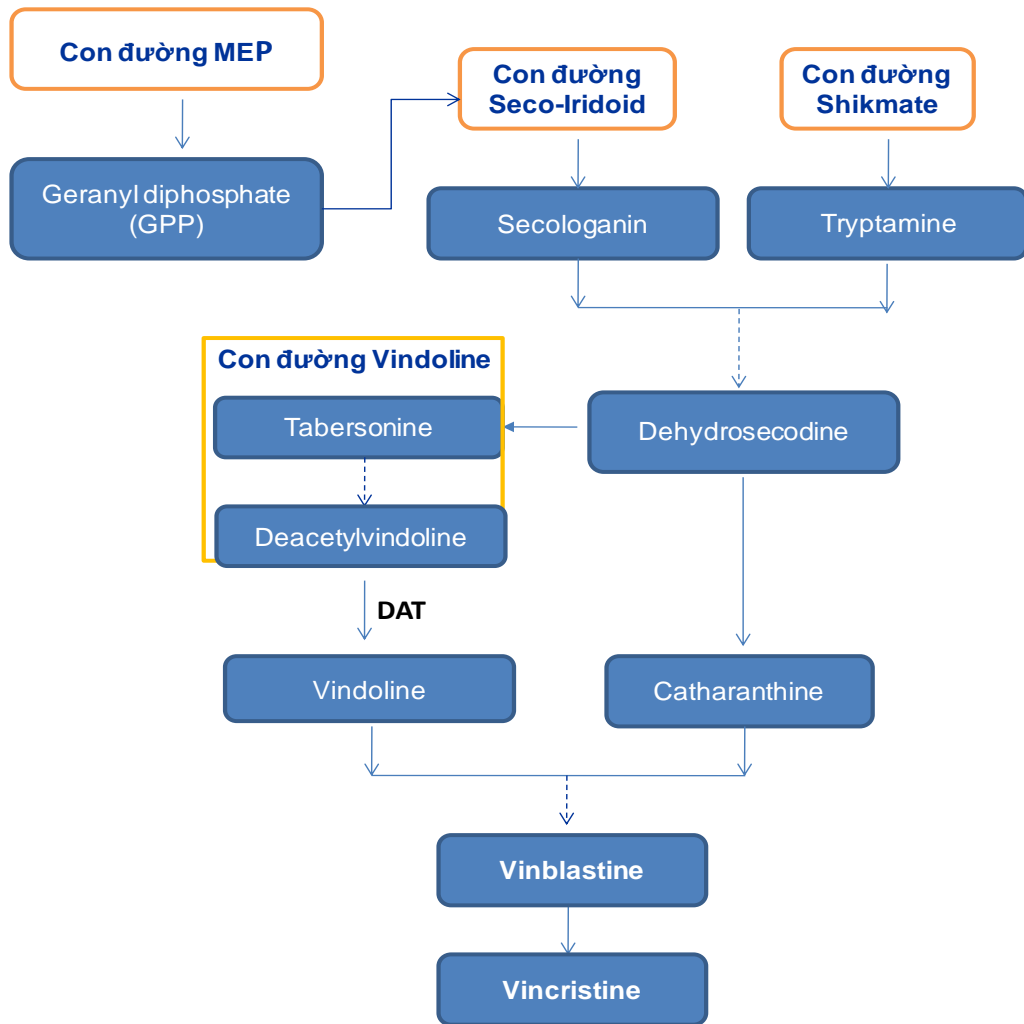 Con đường MEP
Con đường
Seco-Iridoid
Con đường
Shikmate
Geranyl diphosphate
(GPP)
Secologanin
Tryptamine
Con đường Vindoline
Tabersonine
Dehydrosecodine
Deacetylvindoline
DAT
Vindoline
Catharanthine
Vinblastine
Vincristine